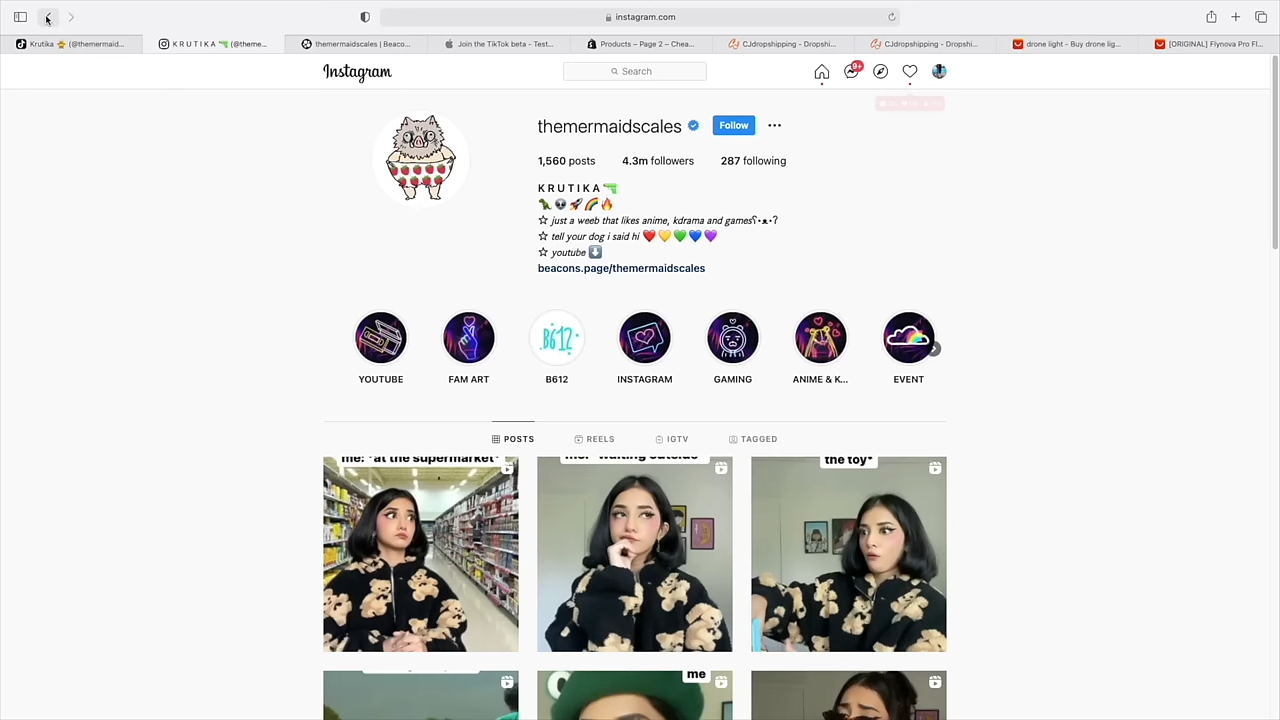 instagram.com
Krutika ⭐ (@themermaid...
K R U T I K A 🔫 (@theme...
themermaidscales | Beaco...
Join the TikTok beta - Test...
Products – Page 2 – Chea...
CJdropshipping - Dropshi...
CJdropshipping - Dropshi...
drone light - Buy drone lig...
[ORIGINAL] Flynova Pro Fl...
Instagram
Search
9+
themermaidscales
Follow
1,560 posts 4.3m followers 287 following
K R U T I K A 🔫
🦖 👽 🚀 🌈 🔥
☆ just a weeb that likes anime, kdrama and gamesʕ•ᴥ•ʔ
☆ tell your dog i said hi ❤️ 💛 💚 💙 💜
☆ youtube ⬇️
beacons.page/themermaidscales
B612
YOUTUBE
FAM ART
B612
INSTAGRAM
GAMING
ANIME & K...
EVENT
POSTS
REELS
IGTV
TAGGED
me: *at the supermarket*
the toy*
me